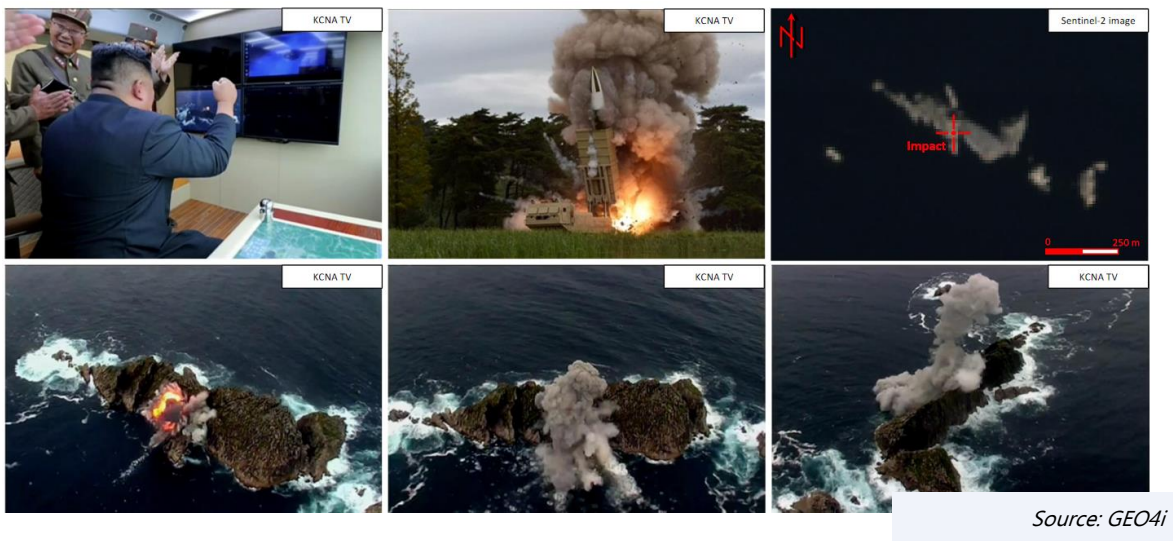 KCNA TV
KCNA TV
Sentinel-2 image
N
Impact
0 250 m
KCNA TV
KCNA TV
KCNA TV
Source: GEO4i